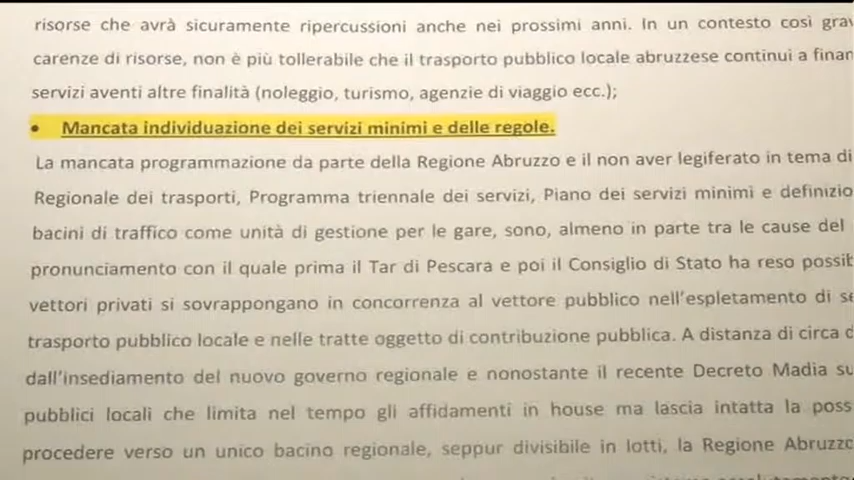 risorse che avrà sicuramente ripercussioni anche nei prossimi anni. In un contesto così
carenze di risorse, non è più tollerabile che il trasporto pubblico locale abruzzese continui a
servizi aventi altre finalità (noleggio, turismo, agenzie di viaggio ecc.);
• Mancata individuazione dei servizi minimi e delle regole.
La mancata programmazione da parte della Regione Abruzzo e il non aver legiferato in tema di
Regionale dei trasporti, Programma triennale dei servizi, Piano dei servizi minimi e
bacini di traffico come unità di gestione per le gare, sono, almeno in parte tra le cause del
pronunciamento con il quale prima il Tar di Pescara e poi il Consiglio di Stato ha reso
vettori privati si sovrappongano in concorrenza al vettore pubblico nell'espletamento di
trasporto pubblico locale e nelle tratte oggetto di contribuzione pubblica. A distanza di circa
dall'insediamento del nuovo governo regionale e nonostante il recente Decreto Madia
pubblici locali che limita nel tempo gli affidamenti in house ma lascia intatta la
procedere verso un unico bacino regionale, seppur divisibile in lotti, la Regione Abruzzo